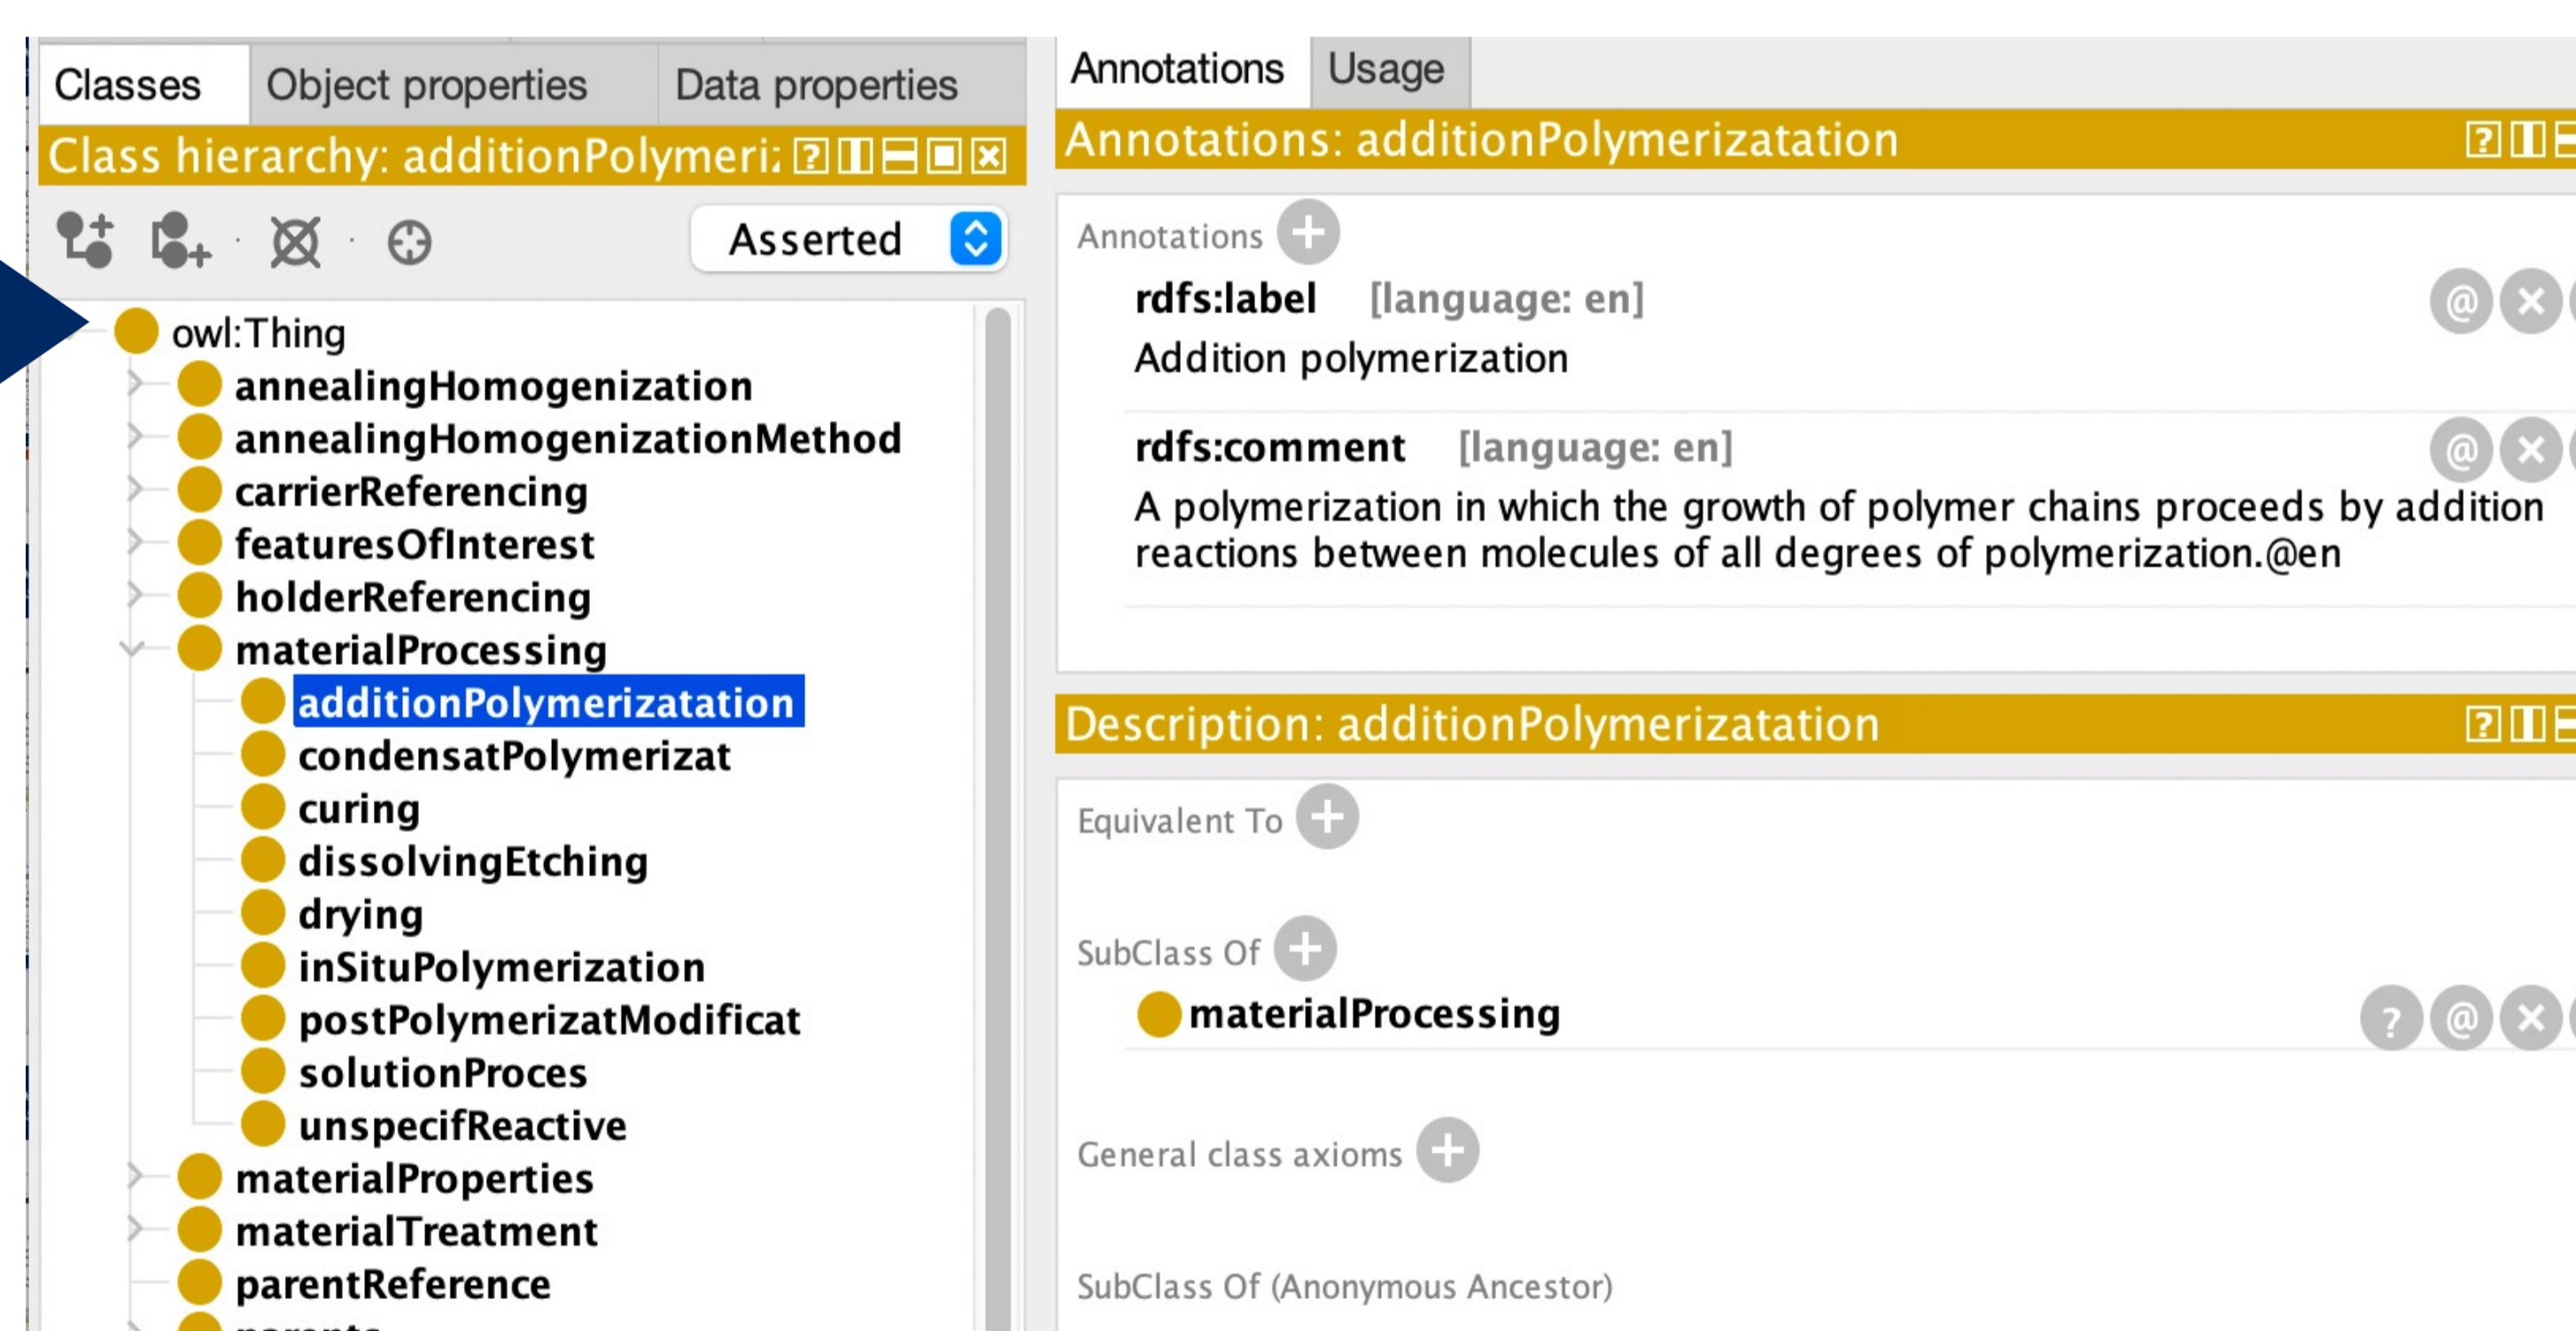 Classes
Object properties
Data properties
Class hierarchy: additionPolymeri
Asserted
owl:Thing
annealingHomogenization
annealingHomogenizationMethod
carrierReferencing
featuresOfInterest
holderReferencing
materialProcessing
additionPolymerizatation
condensatPolymerizat
curing
dissolvingEtching
drying
inSituPolymerization
postPolymerizatModificat
solutionProces
unspecifReactive
materialProperties
materialTreatment
parentReference
Annotations
Usage
Annotations: additionPolymerizatation
Annotations
rdfs:label [language: en]
Addition polymerization
rdfs:comment [language: en]
A polymerization in which the growth of polymer chains proceeds by addition
reactions between molecules of all degrees of polymerization.@en
Description: additionPolymerizatation
Equivalent To
SubClass Of
materialProcessing
General class axioms
SubClass Of (Anonymous Ancestor)